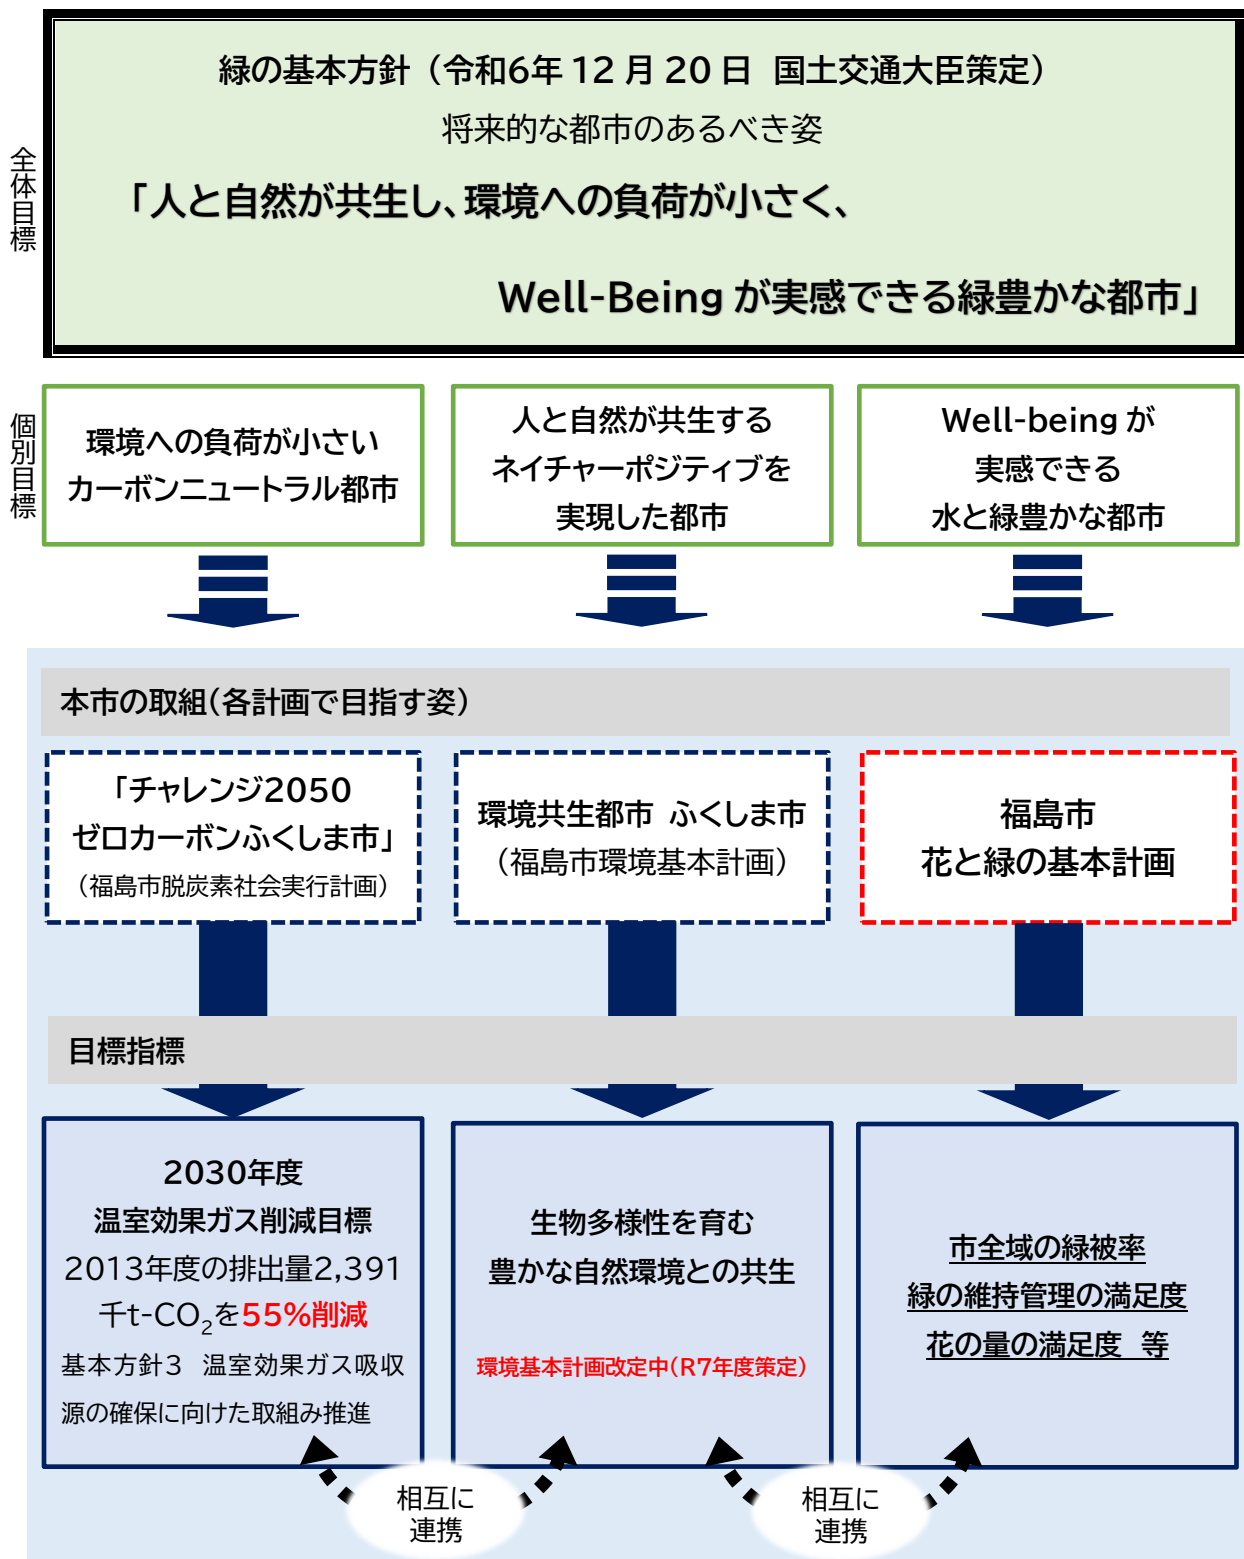 緑の基本方針（令和6年12月20日 国土交通大臣策定）
将来的な都市のあるべき姿
「人と自然が共生し、環境への負荷が小さく、
Well-Beingが実感できる緑豊かな都市」
全体目標
個別目標
環境への負荷が小さい
カーボンニュートラル都市
人と自然が共生する
ネイチャーポジティブを
実現した都市
Well-beingが
実感できる
水と緑豊かな都市
本市の取組(各計画で目指す姿)
「チャレンジ2050
ゼロカーボンふくしま市」
（福島市脱炭素社会実行計画）
環境共生都市 ふくしま市
（福島市環境基本計画）
福島市
花と緑の基本計画
目標指標
2030年度
温室効果ガス削減目標
2013年度の排出量2,391
千t-CO₂を55%削減
基本方針3 温室効果ガス吸収
源の確保に向けた取組み推進
生物多様性を育む
豊かな自然環境との共生
環境基本計画改定中(R7年度策定)
市全域の緑被率
緑の維持管理の満足度
花の量の満足度 等
相互に
連携
相互に
連携